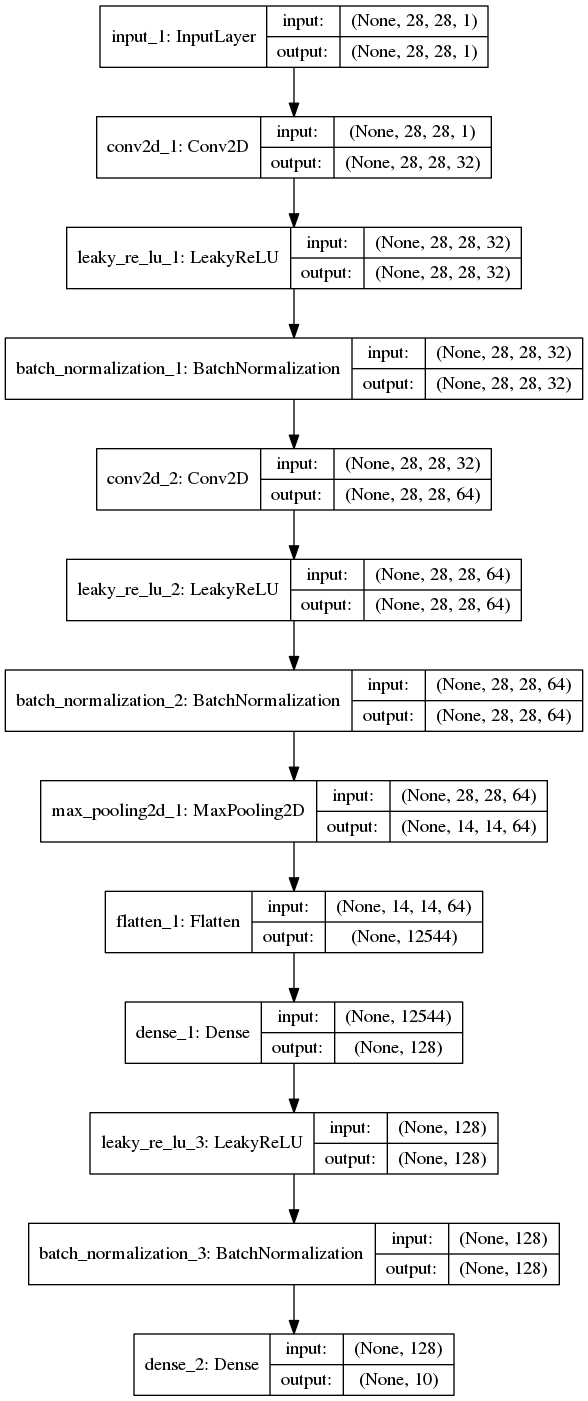 input_1: InputLayer
input: (None, 28, 28, 1)
output: (None, 28, 28, 1)
conv2d_1: Conv2D
input: (None, 28, 28, 1)
output: (None, 28, 28, 32)
leaky_re_lu_1: LeakyReLU
input: (None, 28, 28, 32)
output: (None, 28, 28, 32)
batch_normalization_1: BatchNormalization
input: (None, 28, 28, 32)
output: (None, 28, 28, 32)
conv2d_2: Conv2D
input: (None, 28, 28, 32)
output: (None, 28, 28, 64)
leaky_re_lu_2: LeakyReLU
input: (None, 28, 28, 64)
output: (None, 28, 28, 64)
batch_normalization_2: BatchNormalization
input: (None, 28, 28, 64)
output: (None, 28, 28, 64)
max_pooling2d_1: MaxPooling2D
input: (None, 28, 28, 64)
output: (None, 14, 14, 64)
flatten_1: Flatten
input: (None, 14, 14, 64)
output: (None, 12544)
dense_1: Dense
input: (None, 12544)
output: (None, 128)
leaky_re_lu_3: LeakyReLU
input: (None, 128)
output: (None, 128)
batch_normalization_3: BatchNormalization
input: (None, 128)
output: (None, 128)
dense_2: Dense
input: (None, 128)
output: (None, 10)